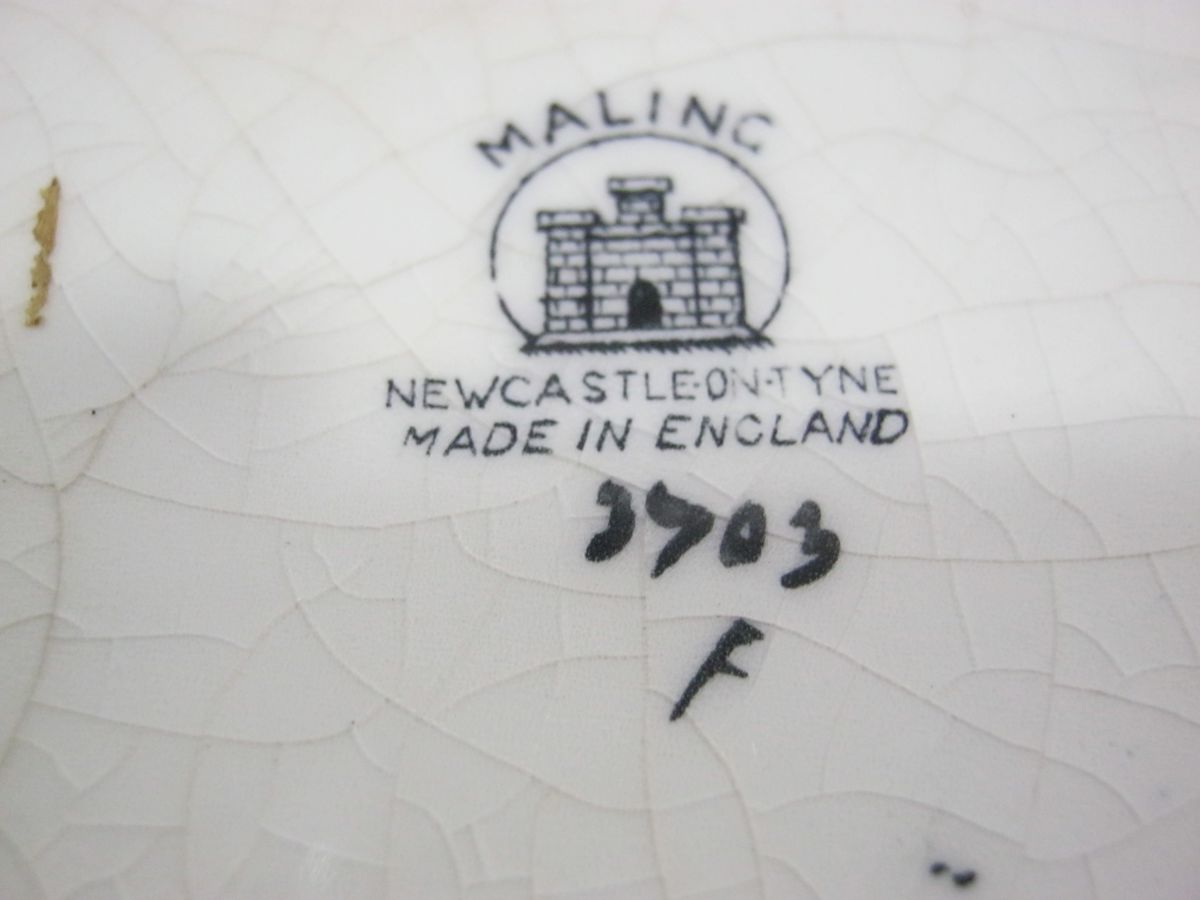 MALING
NEWCASTLE-ON-TYNE
MADE IN ENGLAND
3703
F